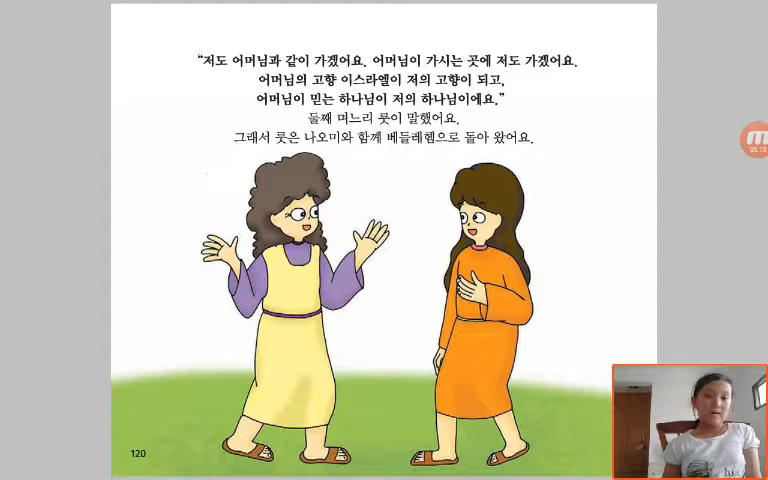 “저도 어머님과 같이 가겠어요. 어머님이 가시는 곳에 저도 가겠어요.
어머님의 고향 이스라엘이 저의 고향이 되고,
어머님이 믿는 하나님이 저의 하나님이에요.”
둘째 며느리 룻이 말했어요.
그래서 룻은 나오미와 함께 베들레헴으로 돌아 왔어요.
05:13
120